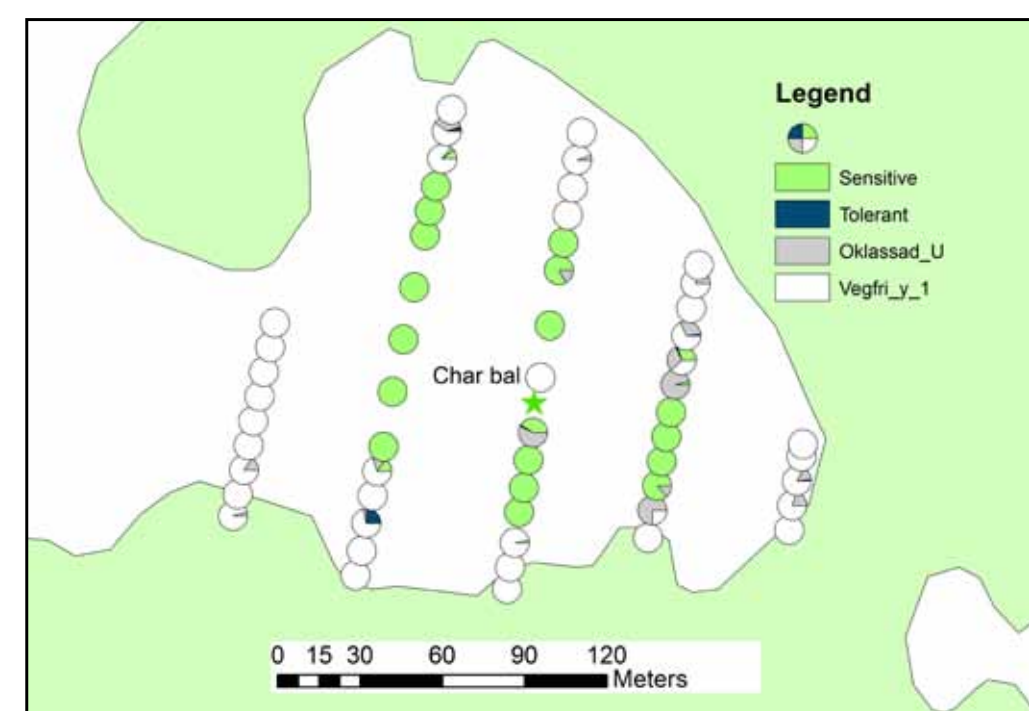 Legend
Sensitive
Tolerant
Oklassad_U
Vegfri_y_1
Char bal
0 15 30 60 90 120
Meters